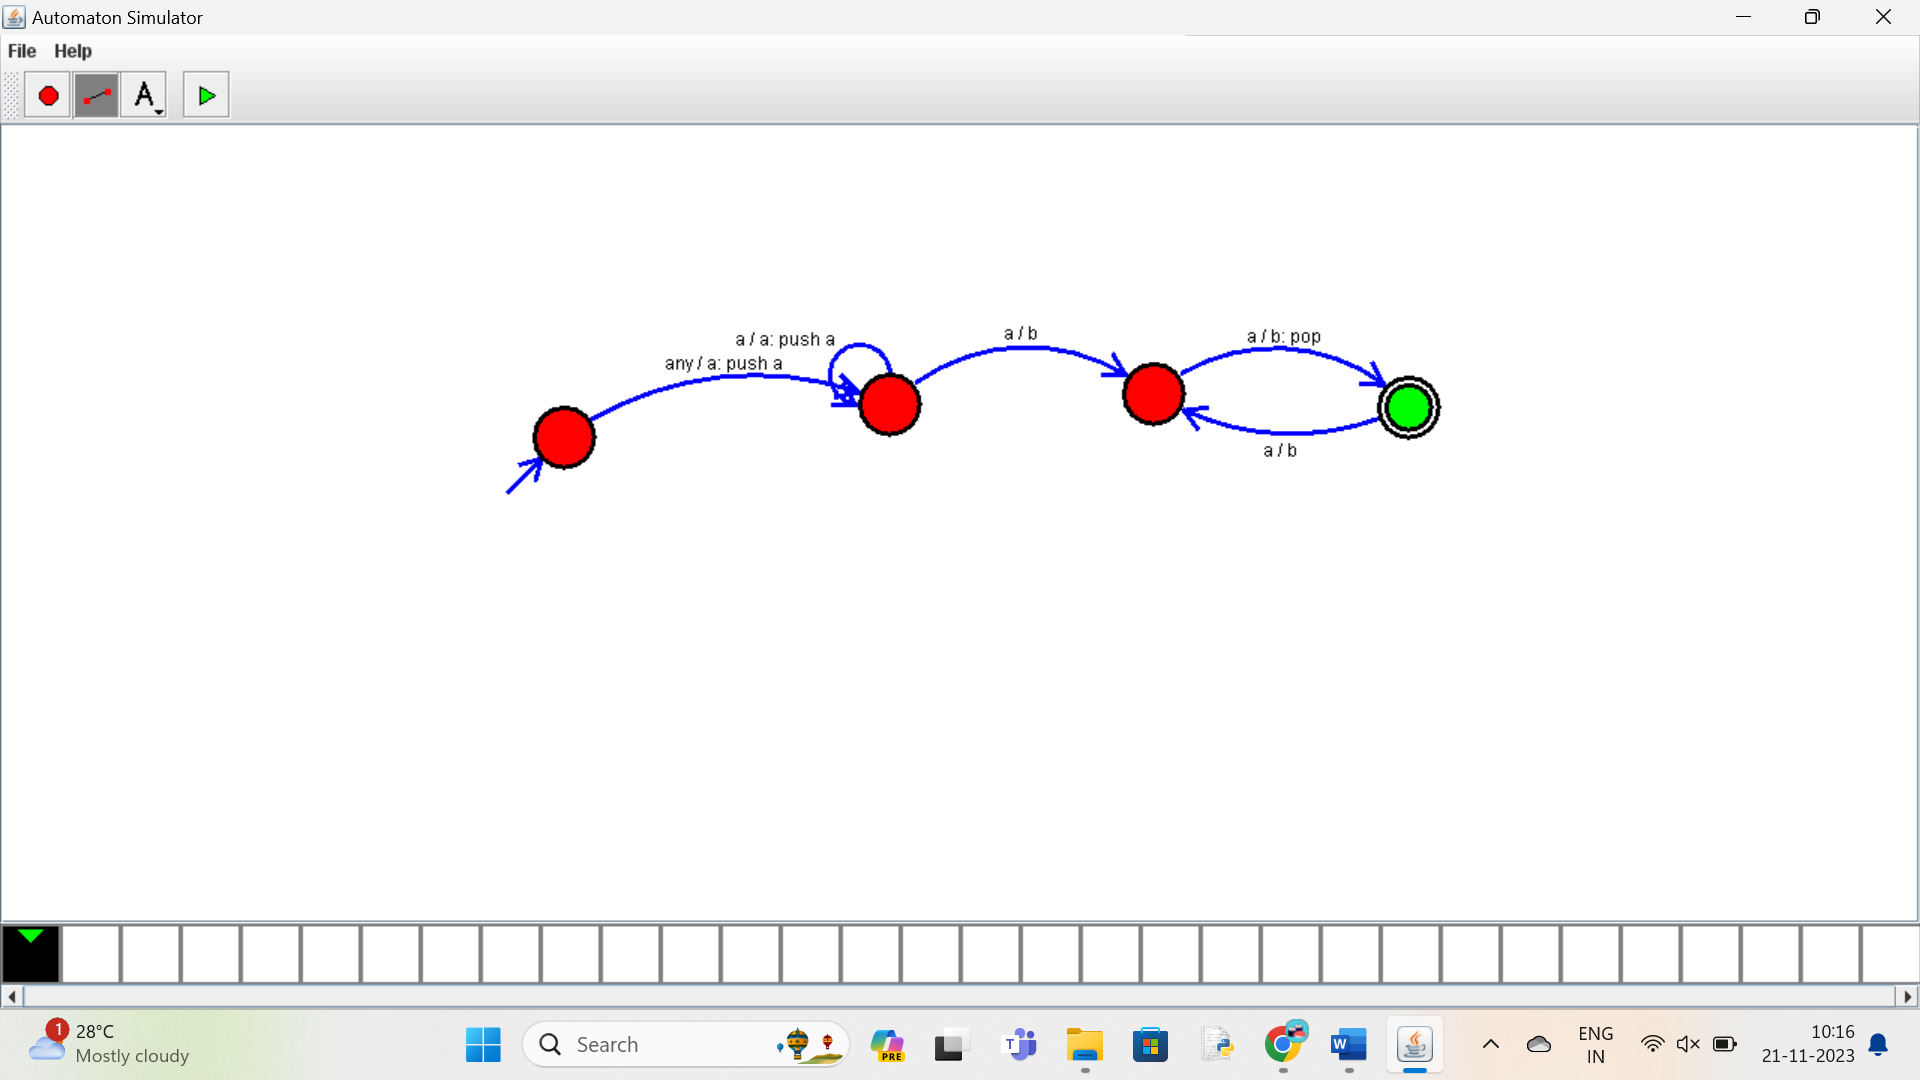 Automaton Simulator
File Help
A
a / a: push a
any / a: push a
a / b
a / b: pop
a / b
1
28°C
Mostly cloudy
Search
PRE
T
W
ENG
IN
10:16
21-11-2023